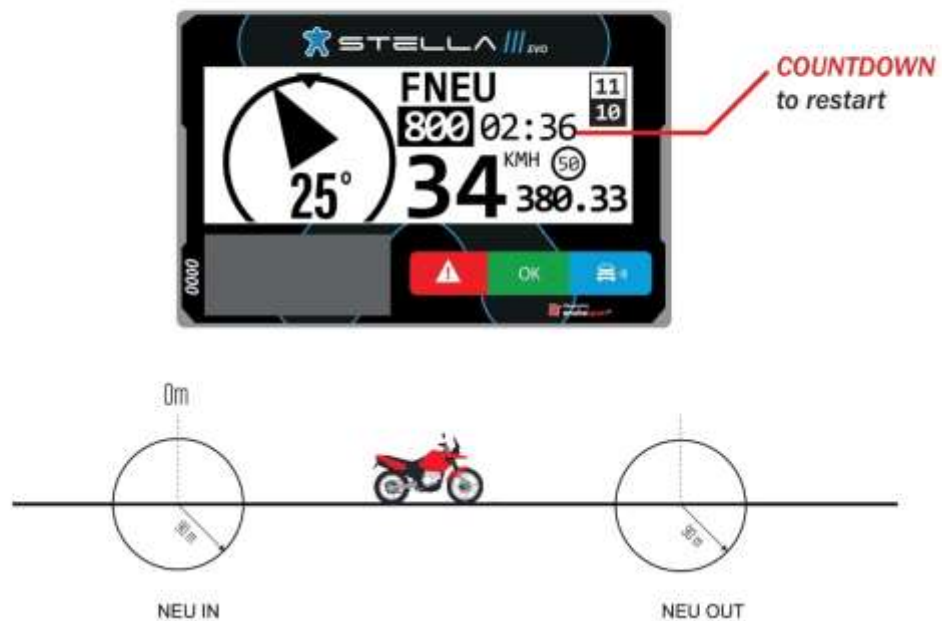 STELLA III EVO
FNEU
11
10
800 02:36
COUNTDOWN
to restart
25°
34 KMH 50
380.33
0000
OK
0m
90 m
90 m
NEU IN
NEU OUT